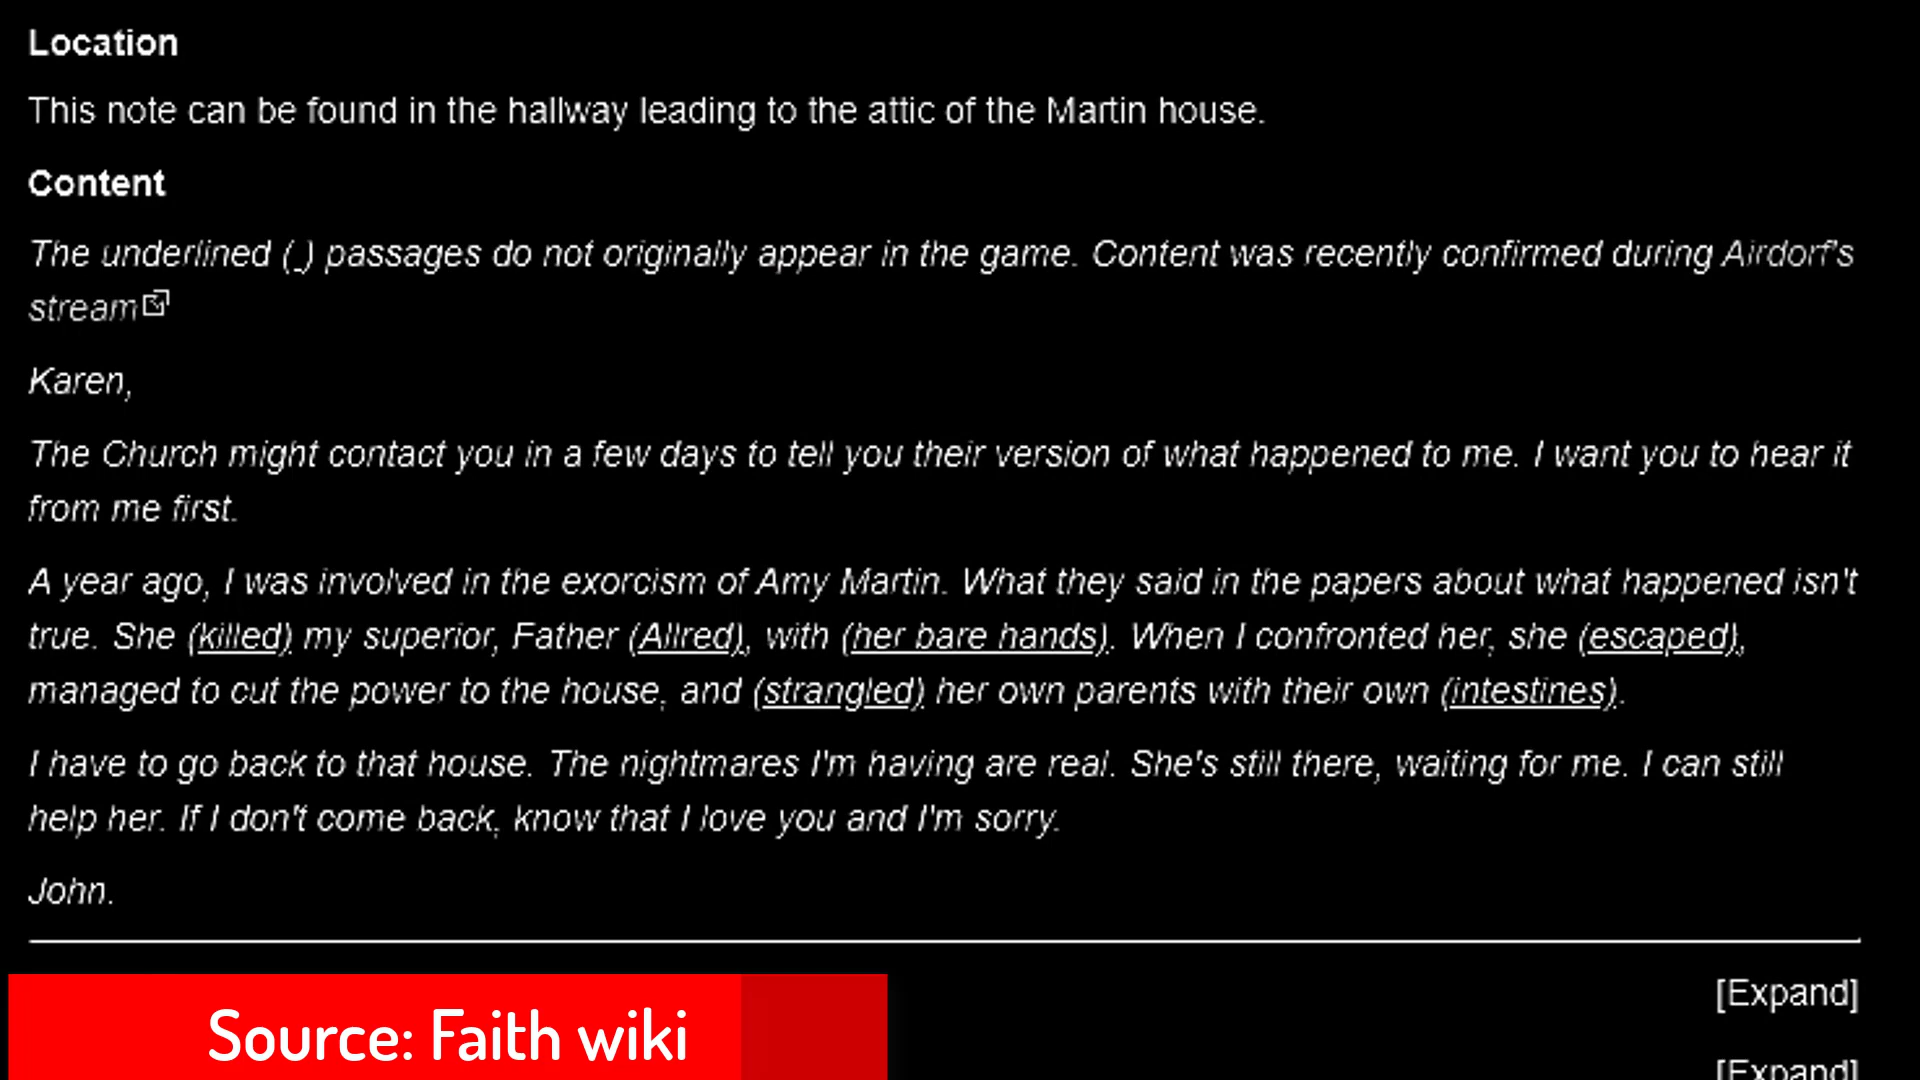 Location
This note can be found in the hallway leading to the attic of the Martin house.
Content
The underlined (_) passages do not originally appear in the game. Content was recently confirmed during Airdorf's
stream
Karen,
The Church might contact you in a few days to tell you their version of what happened to me. I want you to hear it
from me first.
A year ago, I was involved in the exorcism of Amy Martin. What they said in the papers about what happened isn't
true. She (killed) my superior, Father (Allred), with (her bare hands). When I confronted her, she (escaped),
managed to cut the power to the house, and (strangled) her own parents with their own (intestines).
I have to go back to that house. The nightmares I'm having are real. She's still there, waiting for me. I can still
help her. If I don't come back, know that I love you and I'm sorry.
John.
[Expand]
Source: Faith wiki
[Expand]